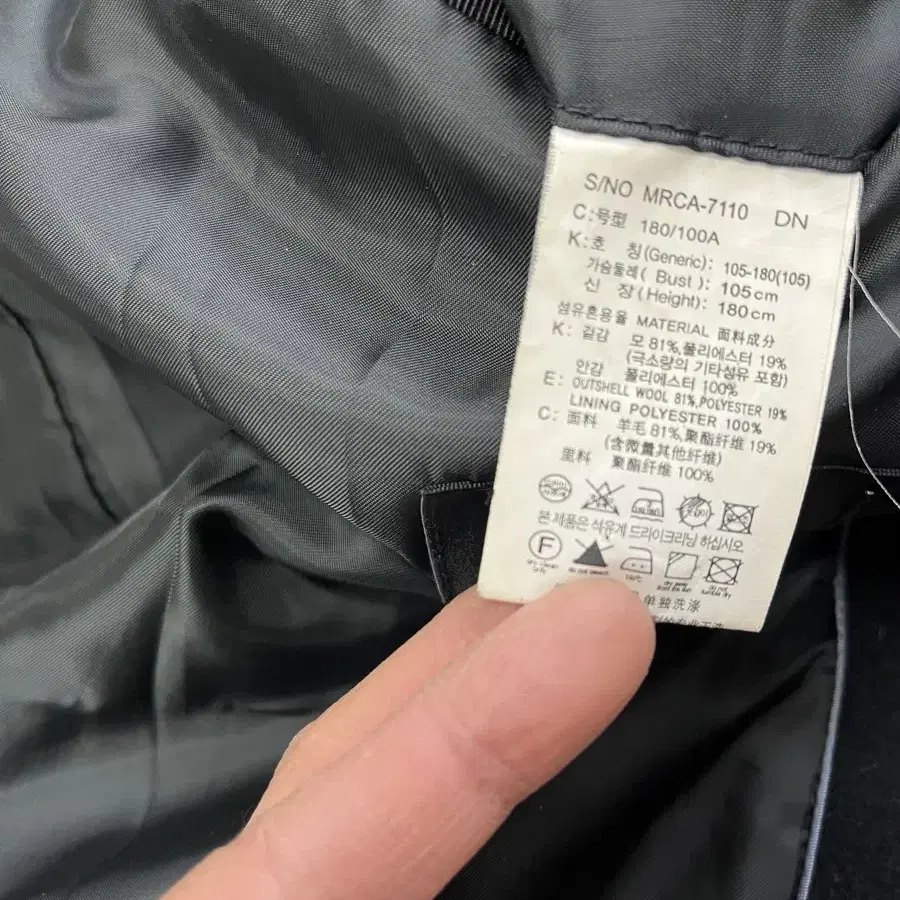 S/NO MRCA-7110 DN
C:号型 180/100A
K:호 칭(Generic): 105-180(105)
가슴둘레( Bust ): 105cm
신 장(Height): 180cm
섬유혼용율 MATERIAL 面料成分
K: 겉감 모 81%,폴리에스터 19%
(극소량의 기타섬유 포함)
안감 폴리에스터 100%
E: OUTSHELL WOOL 81%,POLYESTER 19%
LINING POLYESTER 100%
C: 面料 羊毛 81%,聚酯纤维 19%
(含微量其他纤维)
里料 聚酯纤维 100%
본 제품은 석유계 드라이크리닝 하십시오
F
单独洗涤